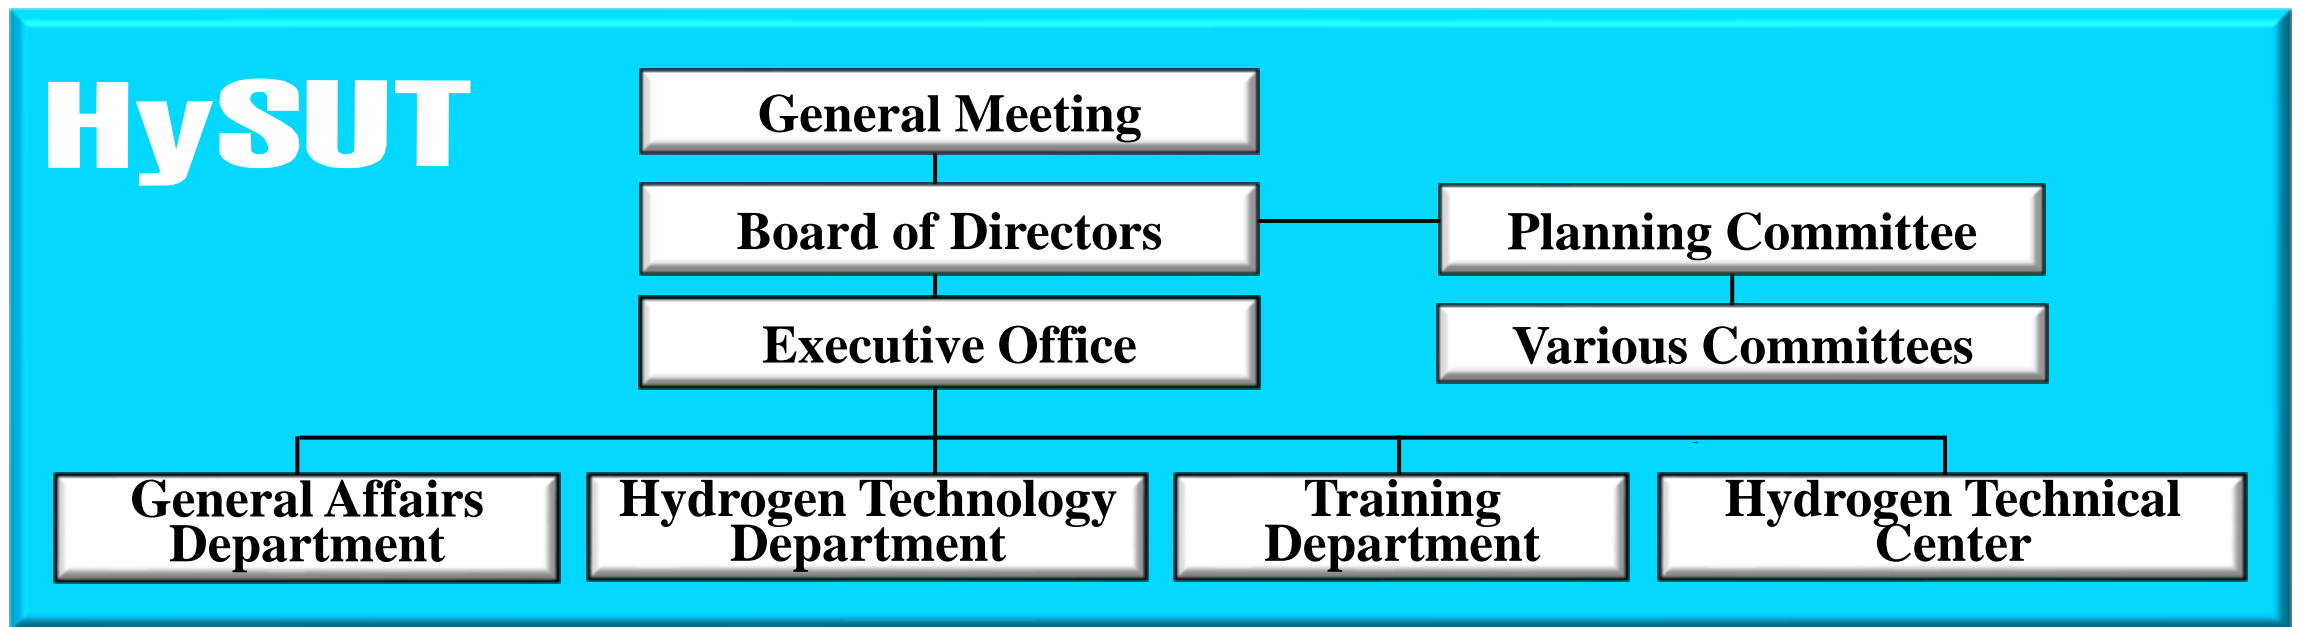 HySUT
General Meeting
Board of Directors
Planning Committee
Executive Office
Various Committees
General Affairs
Department
Hydrogen Technology
Department
Training
Department
Hydrogen Technical
Center